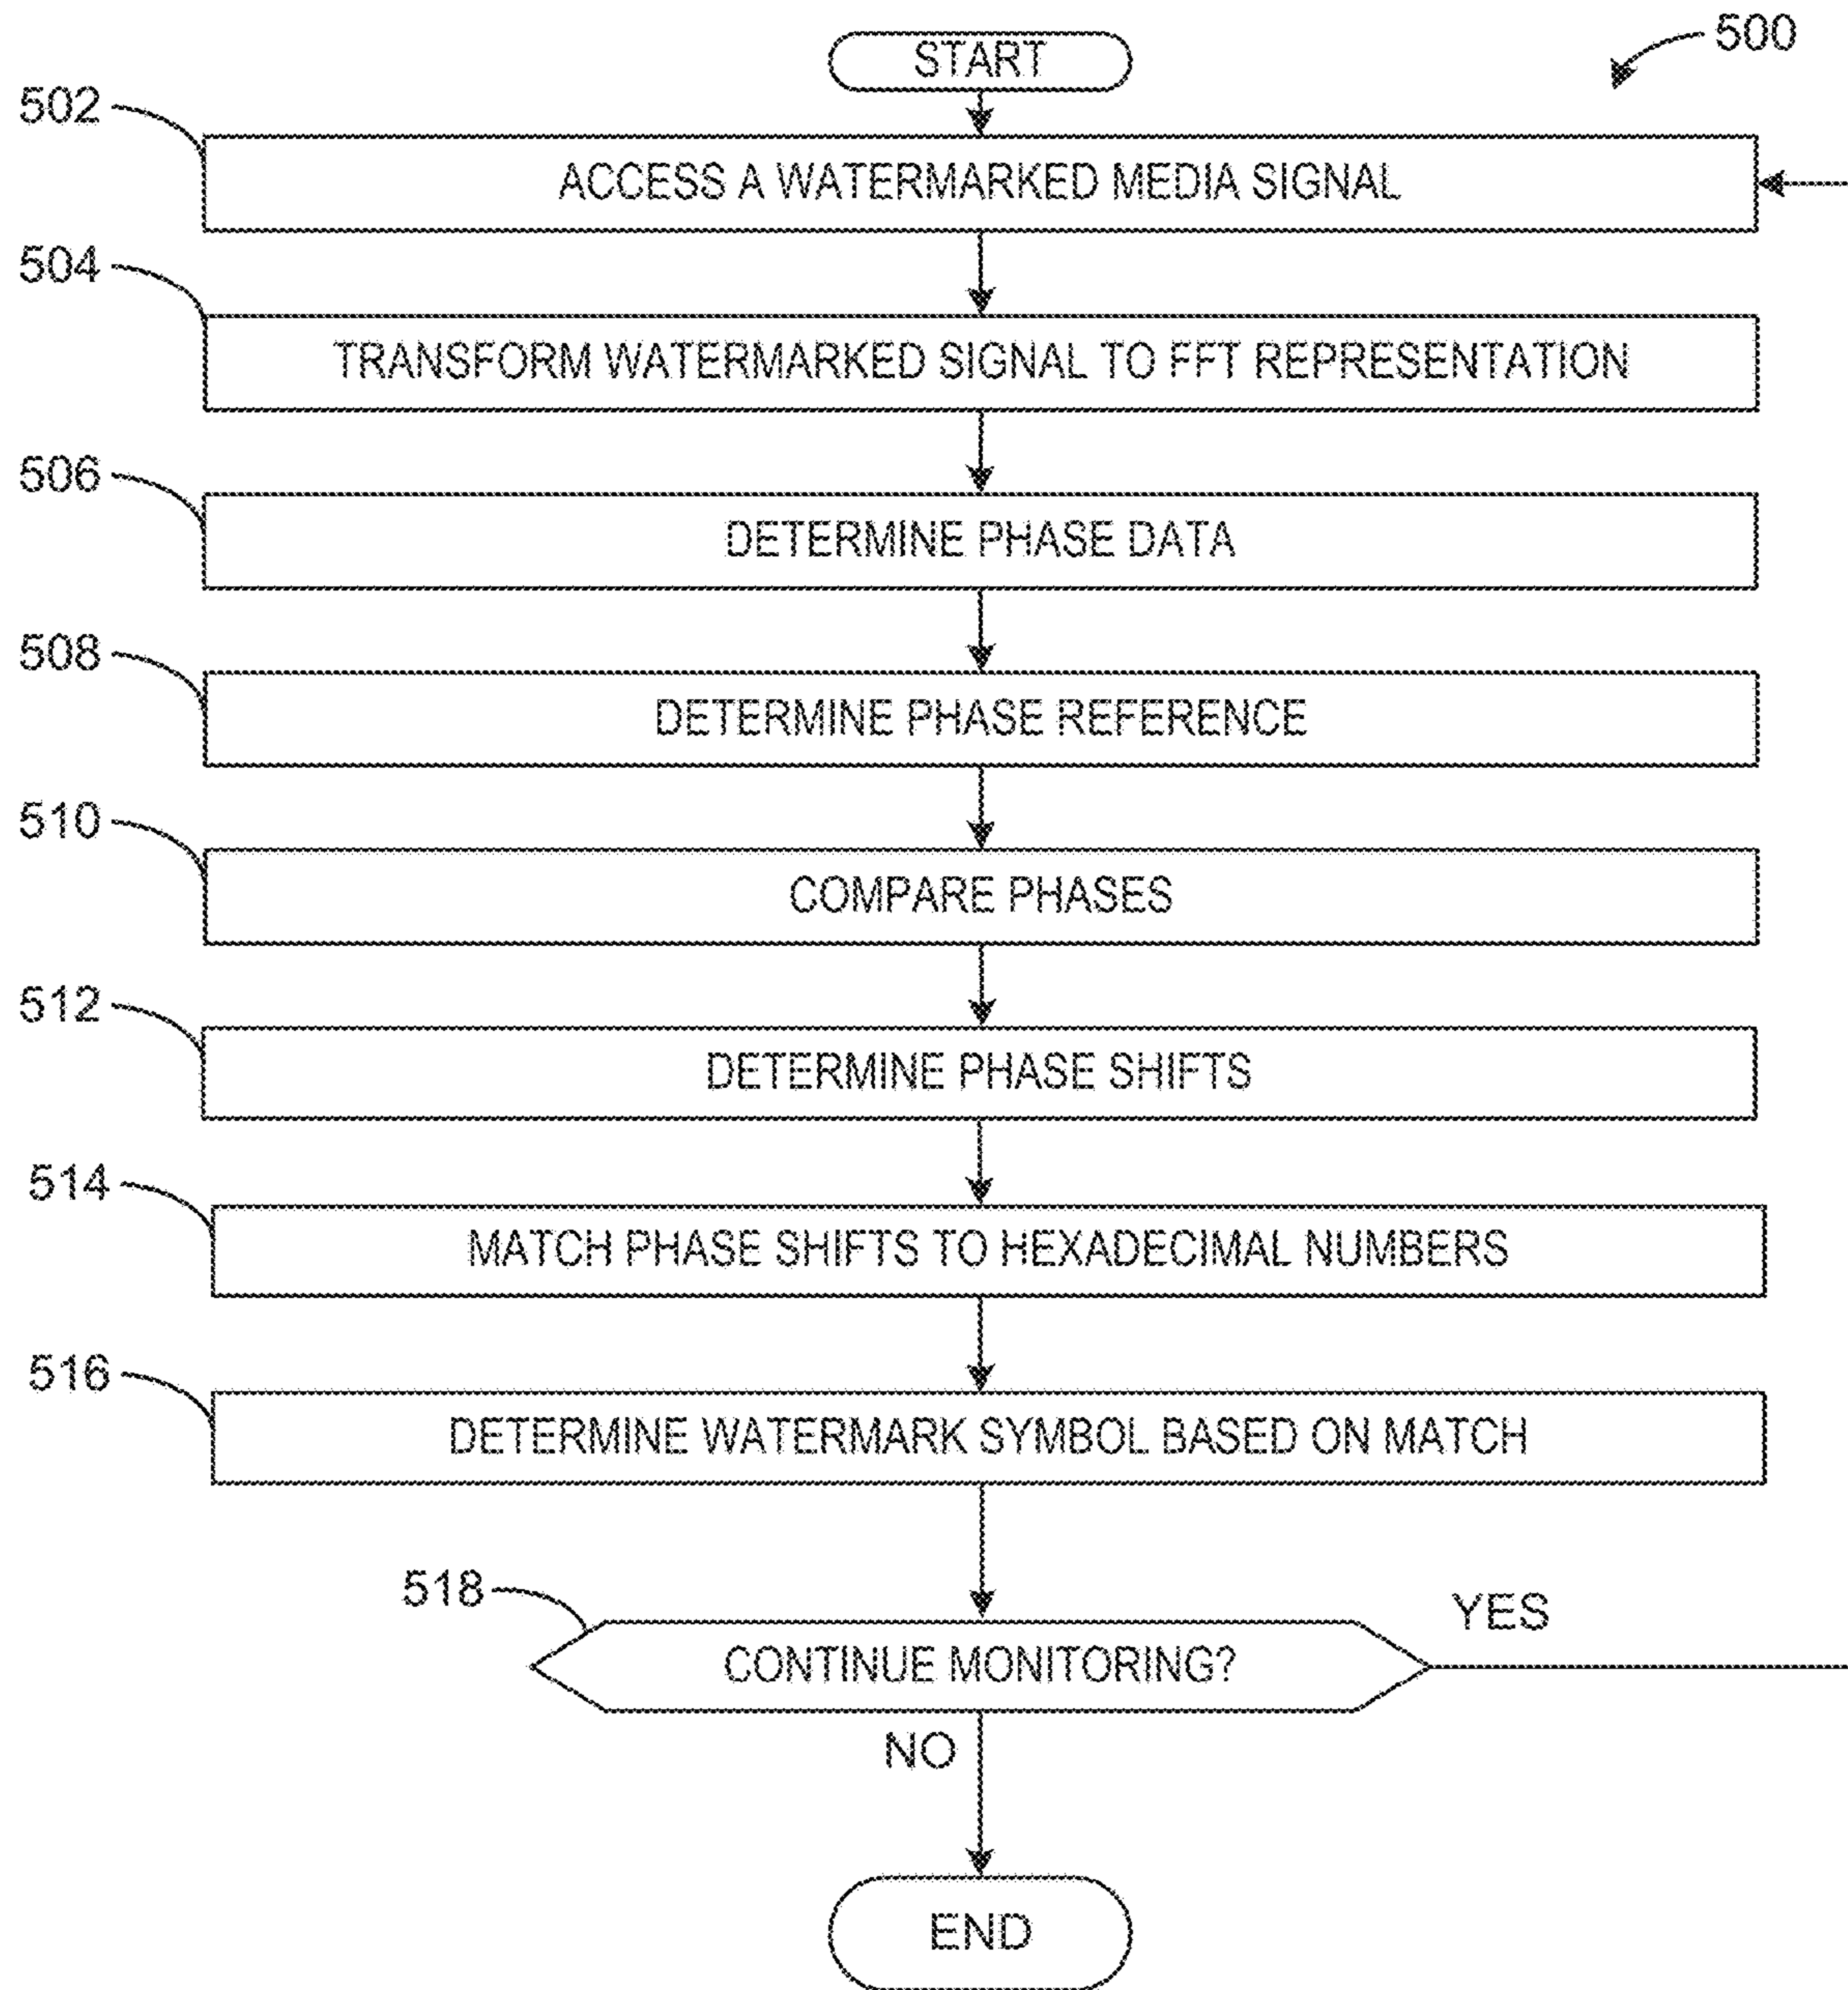 500
START
502
ACCESS A WATERMARKED MEDIA SIGNAL
504
TRANSFORM WATERMARKED SIGNAL TO FFT REPRESENTATION
506
DETERMINE PHASE DATA
508
DETERMINE PHASE REFERENCE
510
COMPARE PHASES
512
DETERMINE PHASE SHIFTS
514
MATCH PHASE SHIFTS TO HEXADECIMAL NUMBERS
516
DETERMINE WATERMARK SYMBOL BASED ON MATCH
518
CONTINUE MONITORING?
YES
NO
END